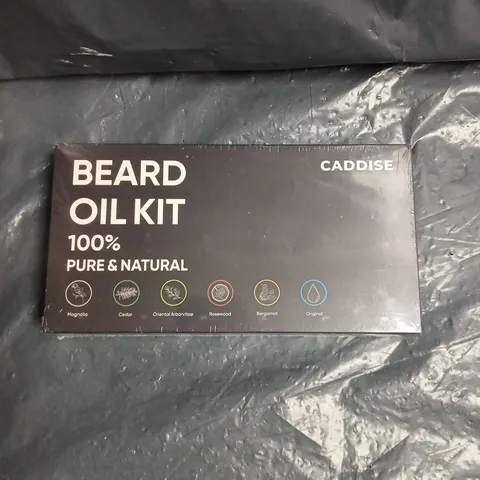 BEARD
CADDISE
OIL KIT
100%
PURE & NATURAL
Magnolia
Cedar
Oriental Arborvitae
Rosewood
Bergamot
Original